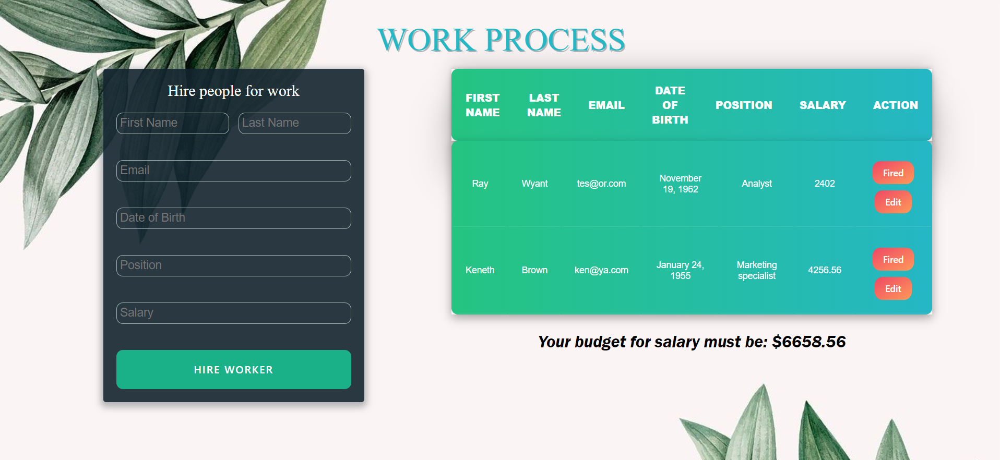 WORK PROCESS
Hire people for work
First Name Last Name
Email
Date of Birth
Position
Salary
HIRE WORKER
FIRST NAME LAST NAME EMAIL DATE OF BIRTH POSITION SALARY ACTION
Ray Wyant tes@or.com November 19, 1962 Analyst 2402 Fired
Edit
Keneth Brown ken@ya.com January 24, 1955 Marketing specialist 4256.56 Fired
Edit
Your budget for salary must be: $6658.56